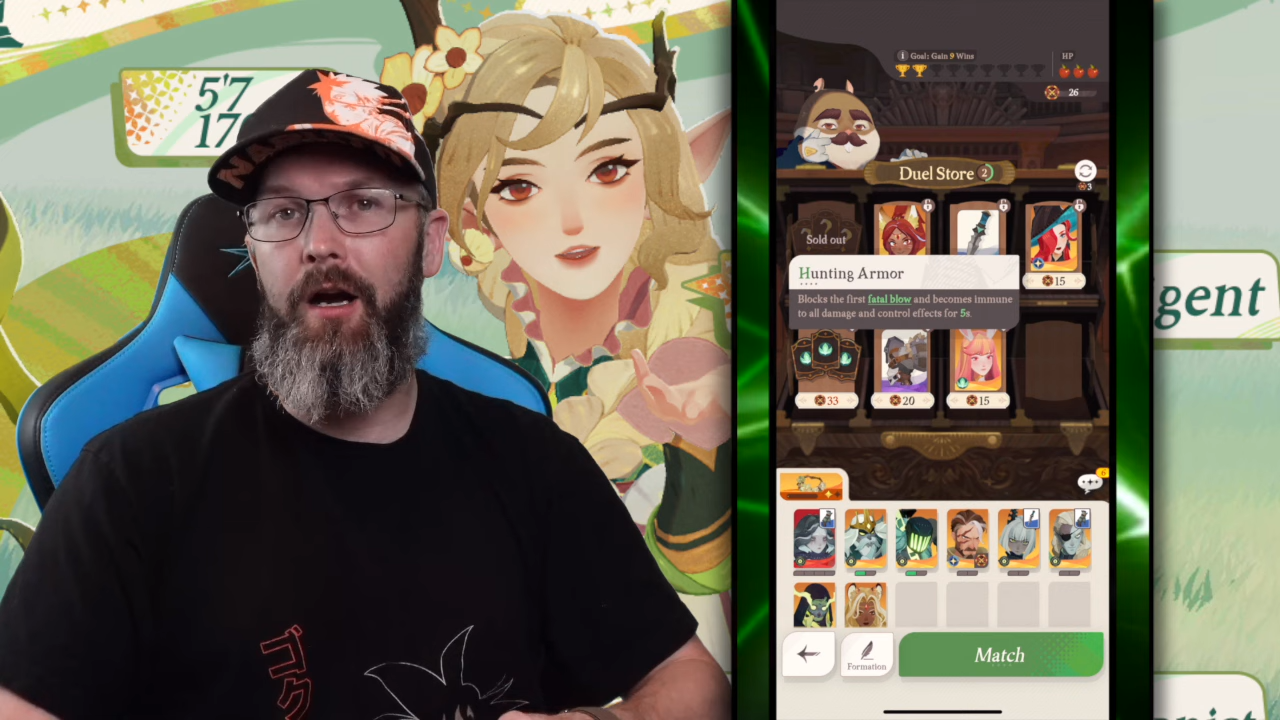 5'7
17
Goal: Gain 9 Wins
HP
26
Duel Store 2
3
Sold out
15
Hunting Armor
Blocks the first fatal blow and becomes immune
to all damage and control effects for 5s.
33
20
15
6
Formation
Match
gent
ゴク